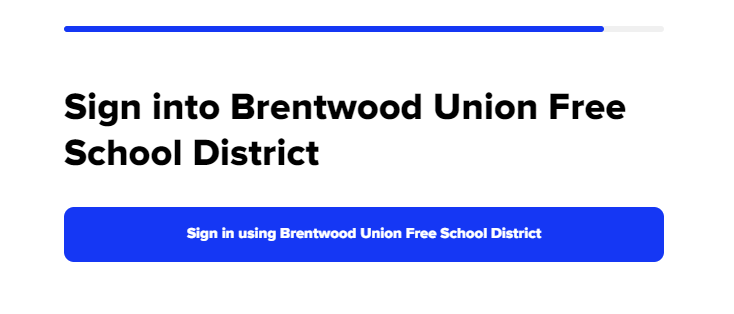 Sign into Brentwood Union Free
School District
Sign in using Brentwood Union Free School District